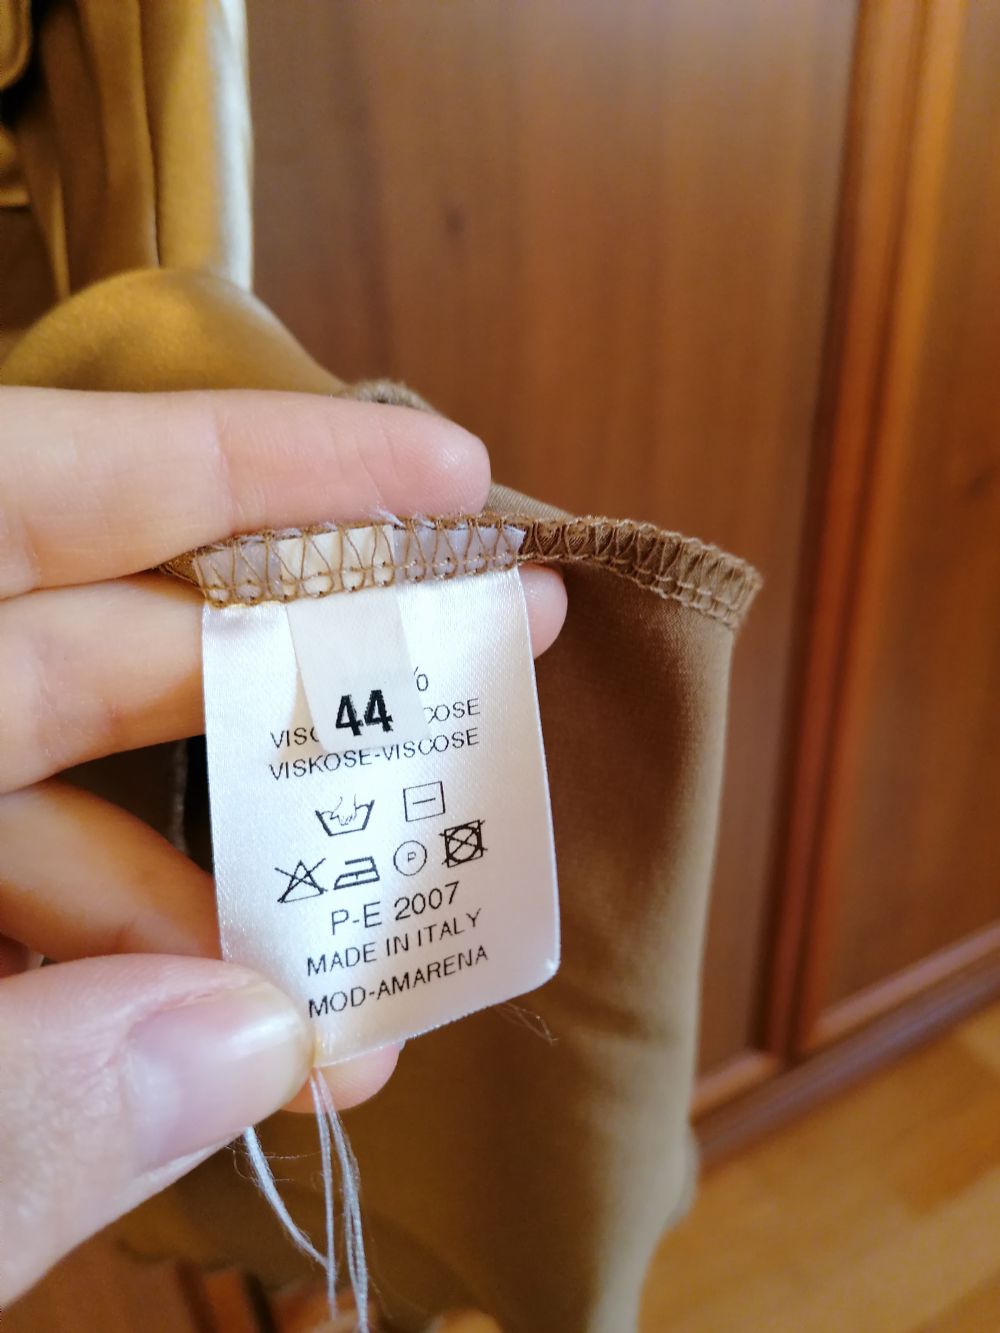 44
VISKOSE-VISCOSE
P
P-E 2007
MADE IN ITALY
MOD-AMARENA